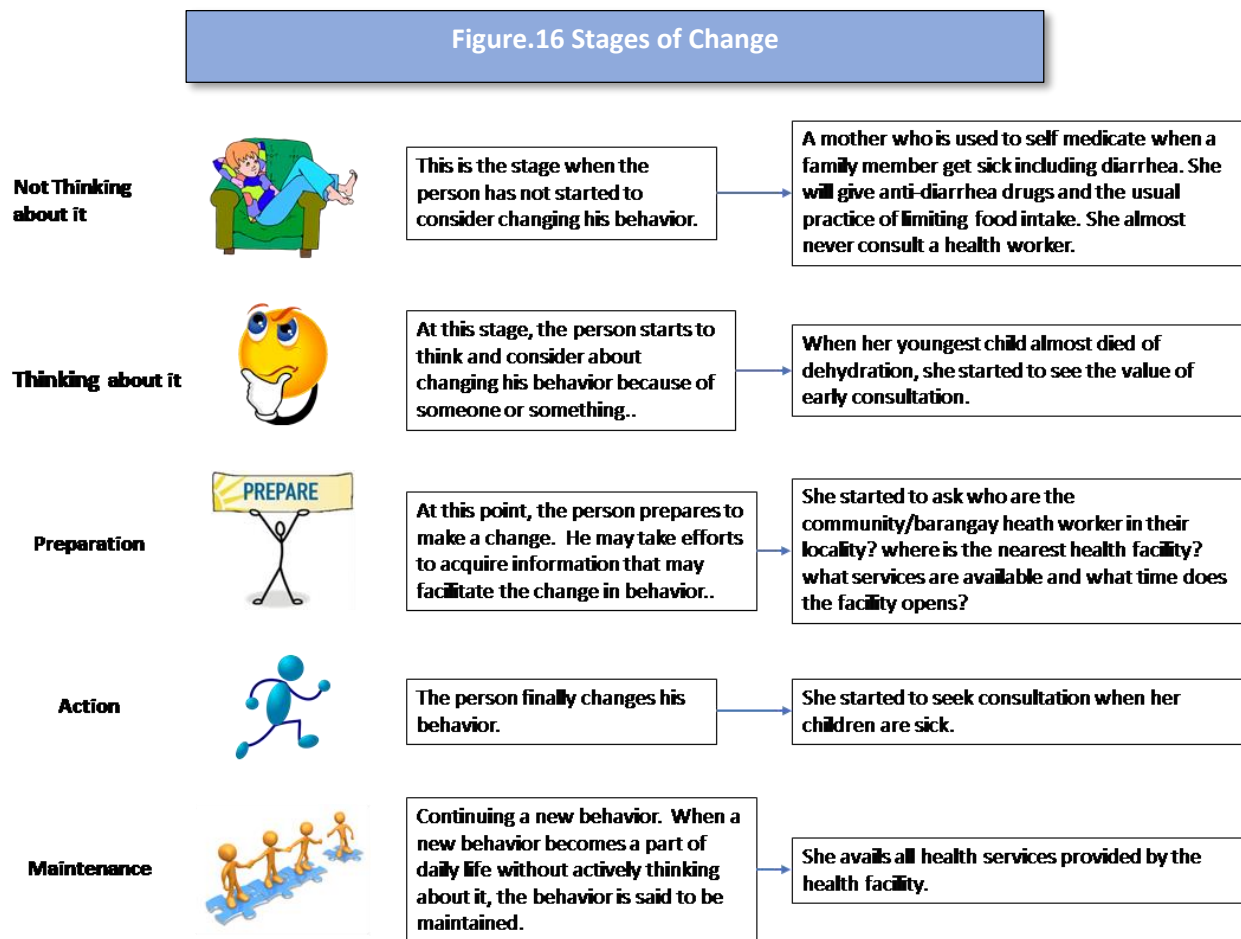 Figure.16 Stages of Change
Not Thinking
about it
This is the stage when the
person has not started to
consider changing his behavior.
A mother who is used to self medicate when a
family member get sick including diarrhea. She
will give anti-diarrhea drugs and the usual
practice of limiting food intake. She almost
never consult a health worker.
Thinking about it
At this stage, the person starts to
think and consider about
changing his behavior because of
someone or something..
When her youngest child almost died of
dehydration, she started to see the value of
early consultation.
Preparation
PREPARE
At this point, the person prepares to
make a change. He may take efforts
to acquire information that may
facilitate the change in behavior..
She started to ask who are the
community/barangay heath worker in their
locality? where is the nearest health facility?
what services are available and what time does
the facility opens?
Action
The person finally changes his
behavior.
She started to seek consultation when her
children are sick.
Maintenance
Continuing a new behavior. When a
new behavior becomes a part of
daily life without actively thinking
about it, the behavior is said to be
maintained.
She avails all health services provided by the
health facility.